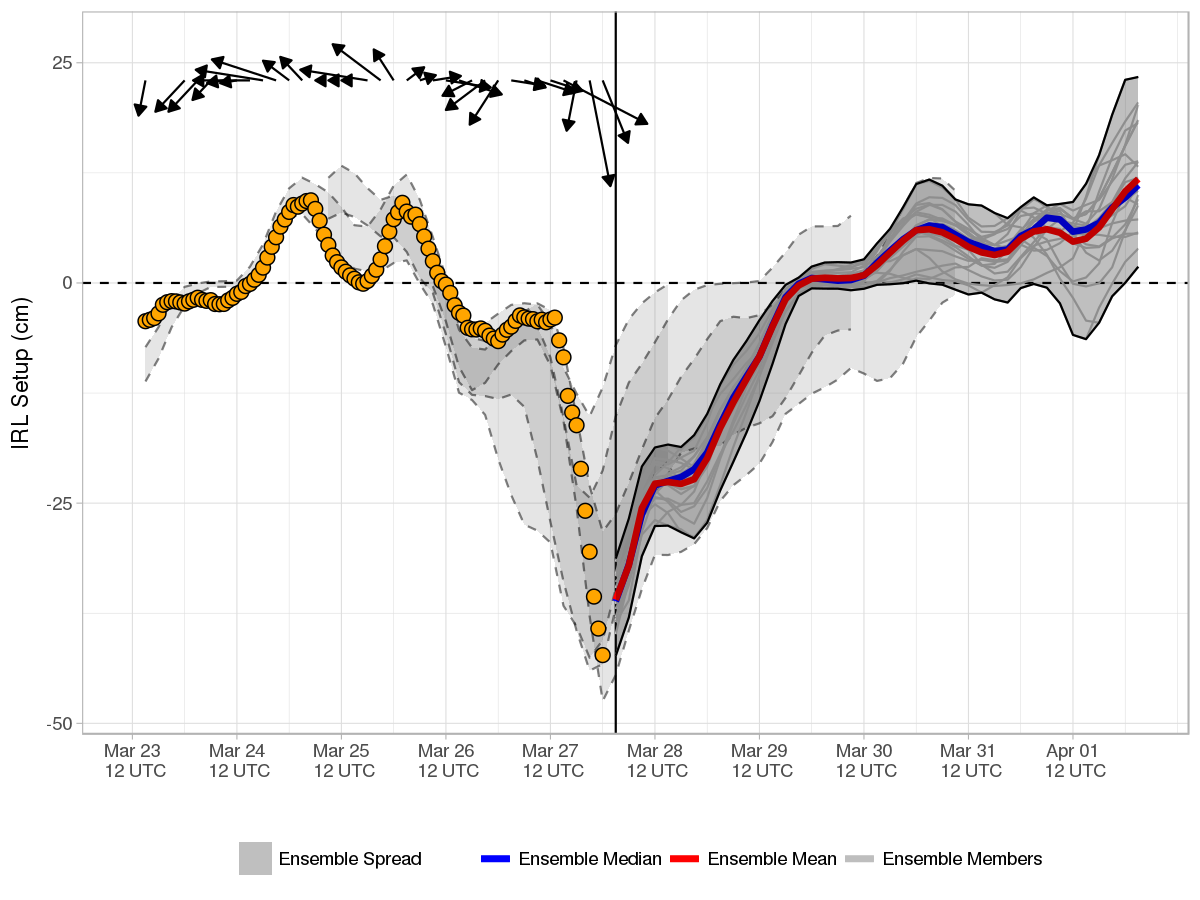 IRL Setup (cm)
25
0
-25
-50
Mar 23 Mar 24 Mar 25 Mar 26 Mar 27 Mar 28 Mar 29 Mar 30 Mar 31 Apr 01
12 UTC 12 UTC 12 UTC 12 UTC 12 UTC 12 UTC 12 UTC 12 UTC 12 UTC 12 UTC
Ensemble Spread Ensemble Median Ensemble Mean Ensemble Members